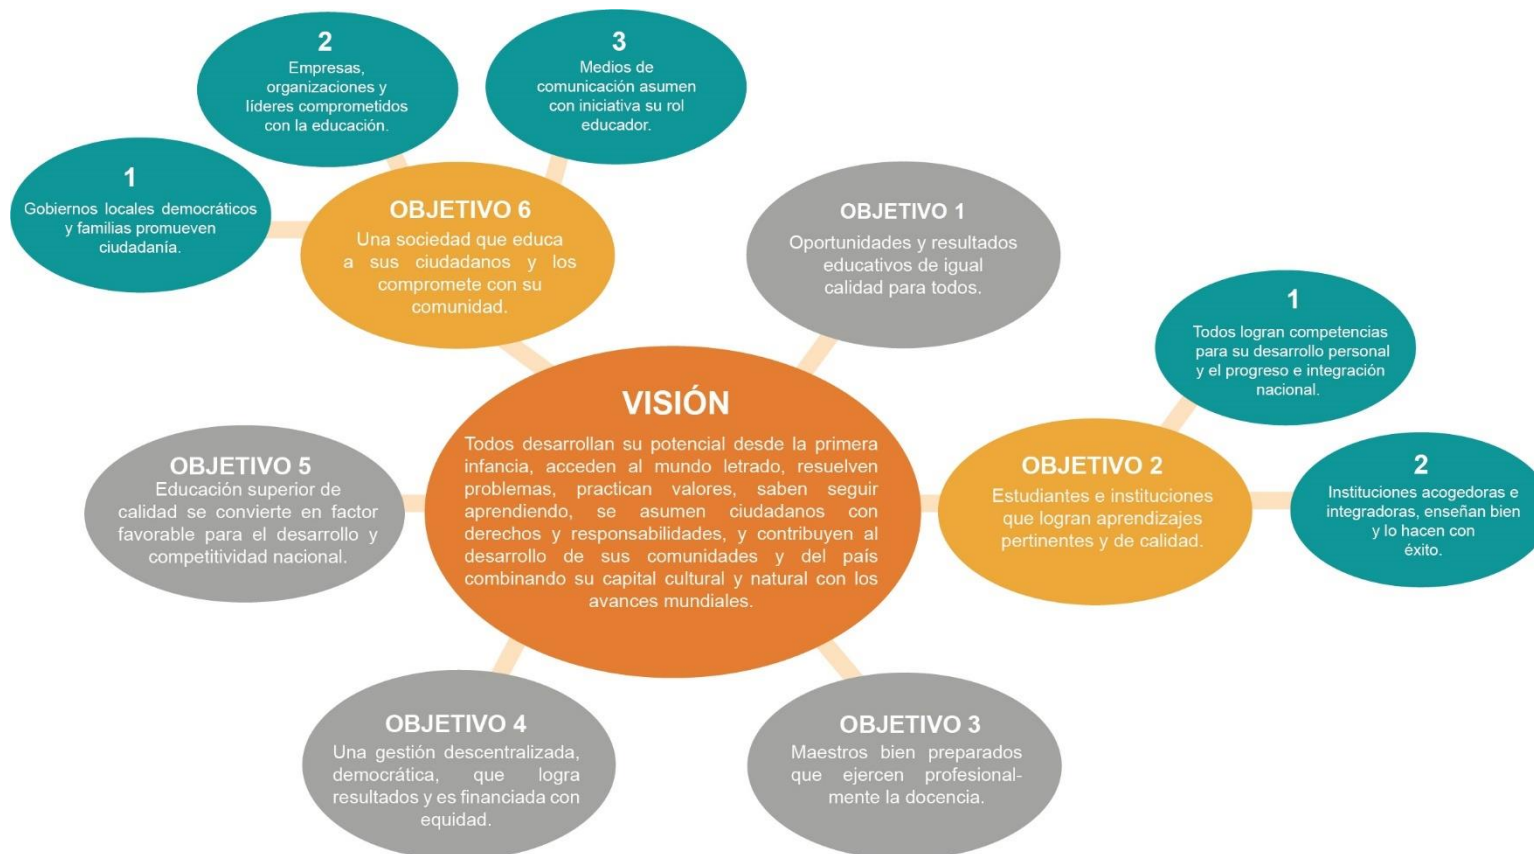 2
Empresas,
organizaciones y
líderes comprometidos
con la educación.
3
Medios de
comunicación asumen
con iniciativa su rol
educador.
1
Gobiernos locales democráticos
y familias promueven
ciudadanía.
OBJETIVO 6
Una sociedad que educa
a sus ciudadanos y los
compromete con su
comunidad.
OBJETIVO 1
Oportunidades y resultados
educativos de igual
calidad para todos.
1
Todos logran competencias
para su desarrollo personal
y el progreso e integración
nacional.
VISIÓN
Todos desarrollan su potencial desde la primera
infancia, acceden al mundo letrado, resuelven
problemas, practican valores, saben seguir
aprendiendo, se asumen ciudadanos con
derechos y responsabilidades, y contribuyen al
desarrollo de sus comunidades y del país
combinando su capital cultural y natural con los
avances mundiales.
OBJETIVO 5
Educación superior de
calidad se convierte en factor
favorable para el desarrollo y
competitividad nacional.
OBJETIVO 2
Estudiantes e instituciones
que logran aprendizajes
pertinentes y de calidad.
2
Instituciones acogedoras e
integradoras, enseñan bien
y lo hacen con
éxito.
OBJETIVO 4
Una gestión descentralizada,
democrática, que logra
resultados y es financiada con
equidad.
OBJETIVO 3
Maestros bien preparados
que ejercen profesional-
mente la docencia.